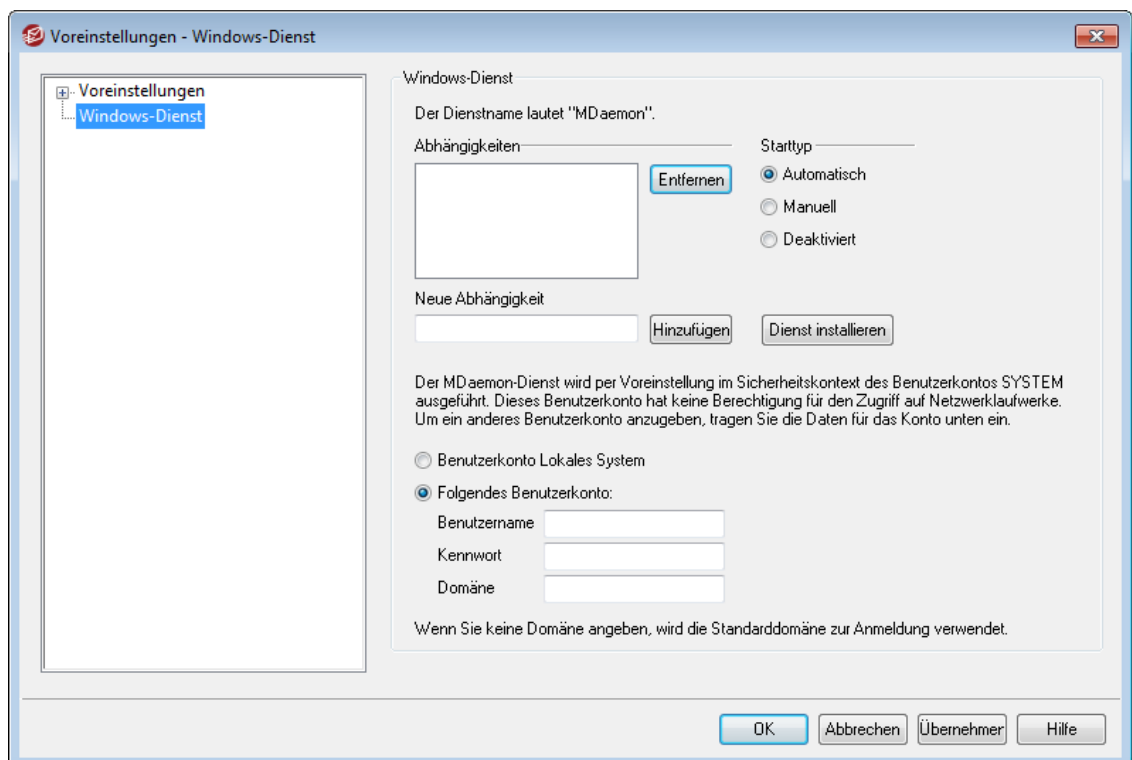 Voreinstellungen - Windows-Dienst
Voreinstellungen
Windows-Dienst
Windows-Dienst
Der Dienstname lautet "MDaemon".
Abhängigkeiten
Entfernen
Neue Abhängigkeit
Hinzufügen
Starttyp
Automatisch
Manuell
Deaktiviert
Dienst installieren
Der MDaemon-Dienst wird per Voreinstellung im Sicherheitskontext des Benutzerkontos SYSTEM
ausgeführt. Dieses Benutzerkonto hat keine Berechtigung für den Zugriff auf Netzwerklaufwerke.
Um ein anderes Benutzerkonto anzugeben, tragen Sie die Daten für das Konto unten ein.
Benutzerkonto Lokales System
Folgendes Benutzerkonto:
Benutzername
Kennwort
Domäne
Wenn Sie keine Domäne angeben, wird die Standarddomäne zur Anmeldung verwendet.
OK
Abbrechen
Übernehmer
Hilfe